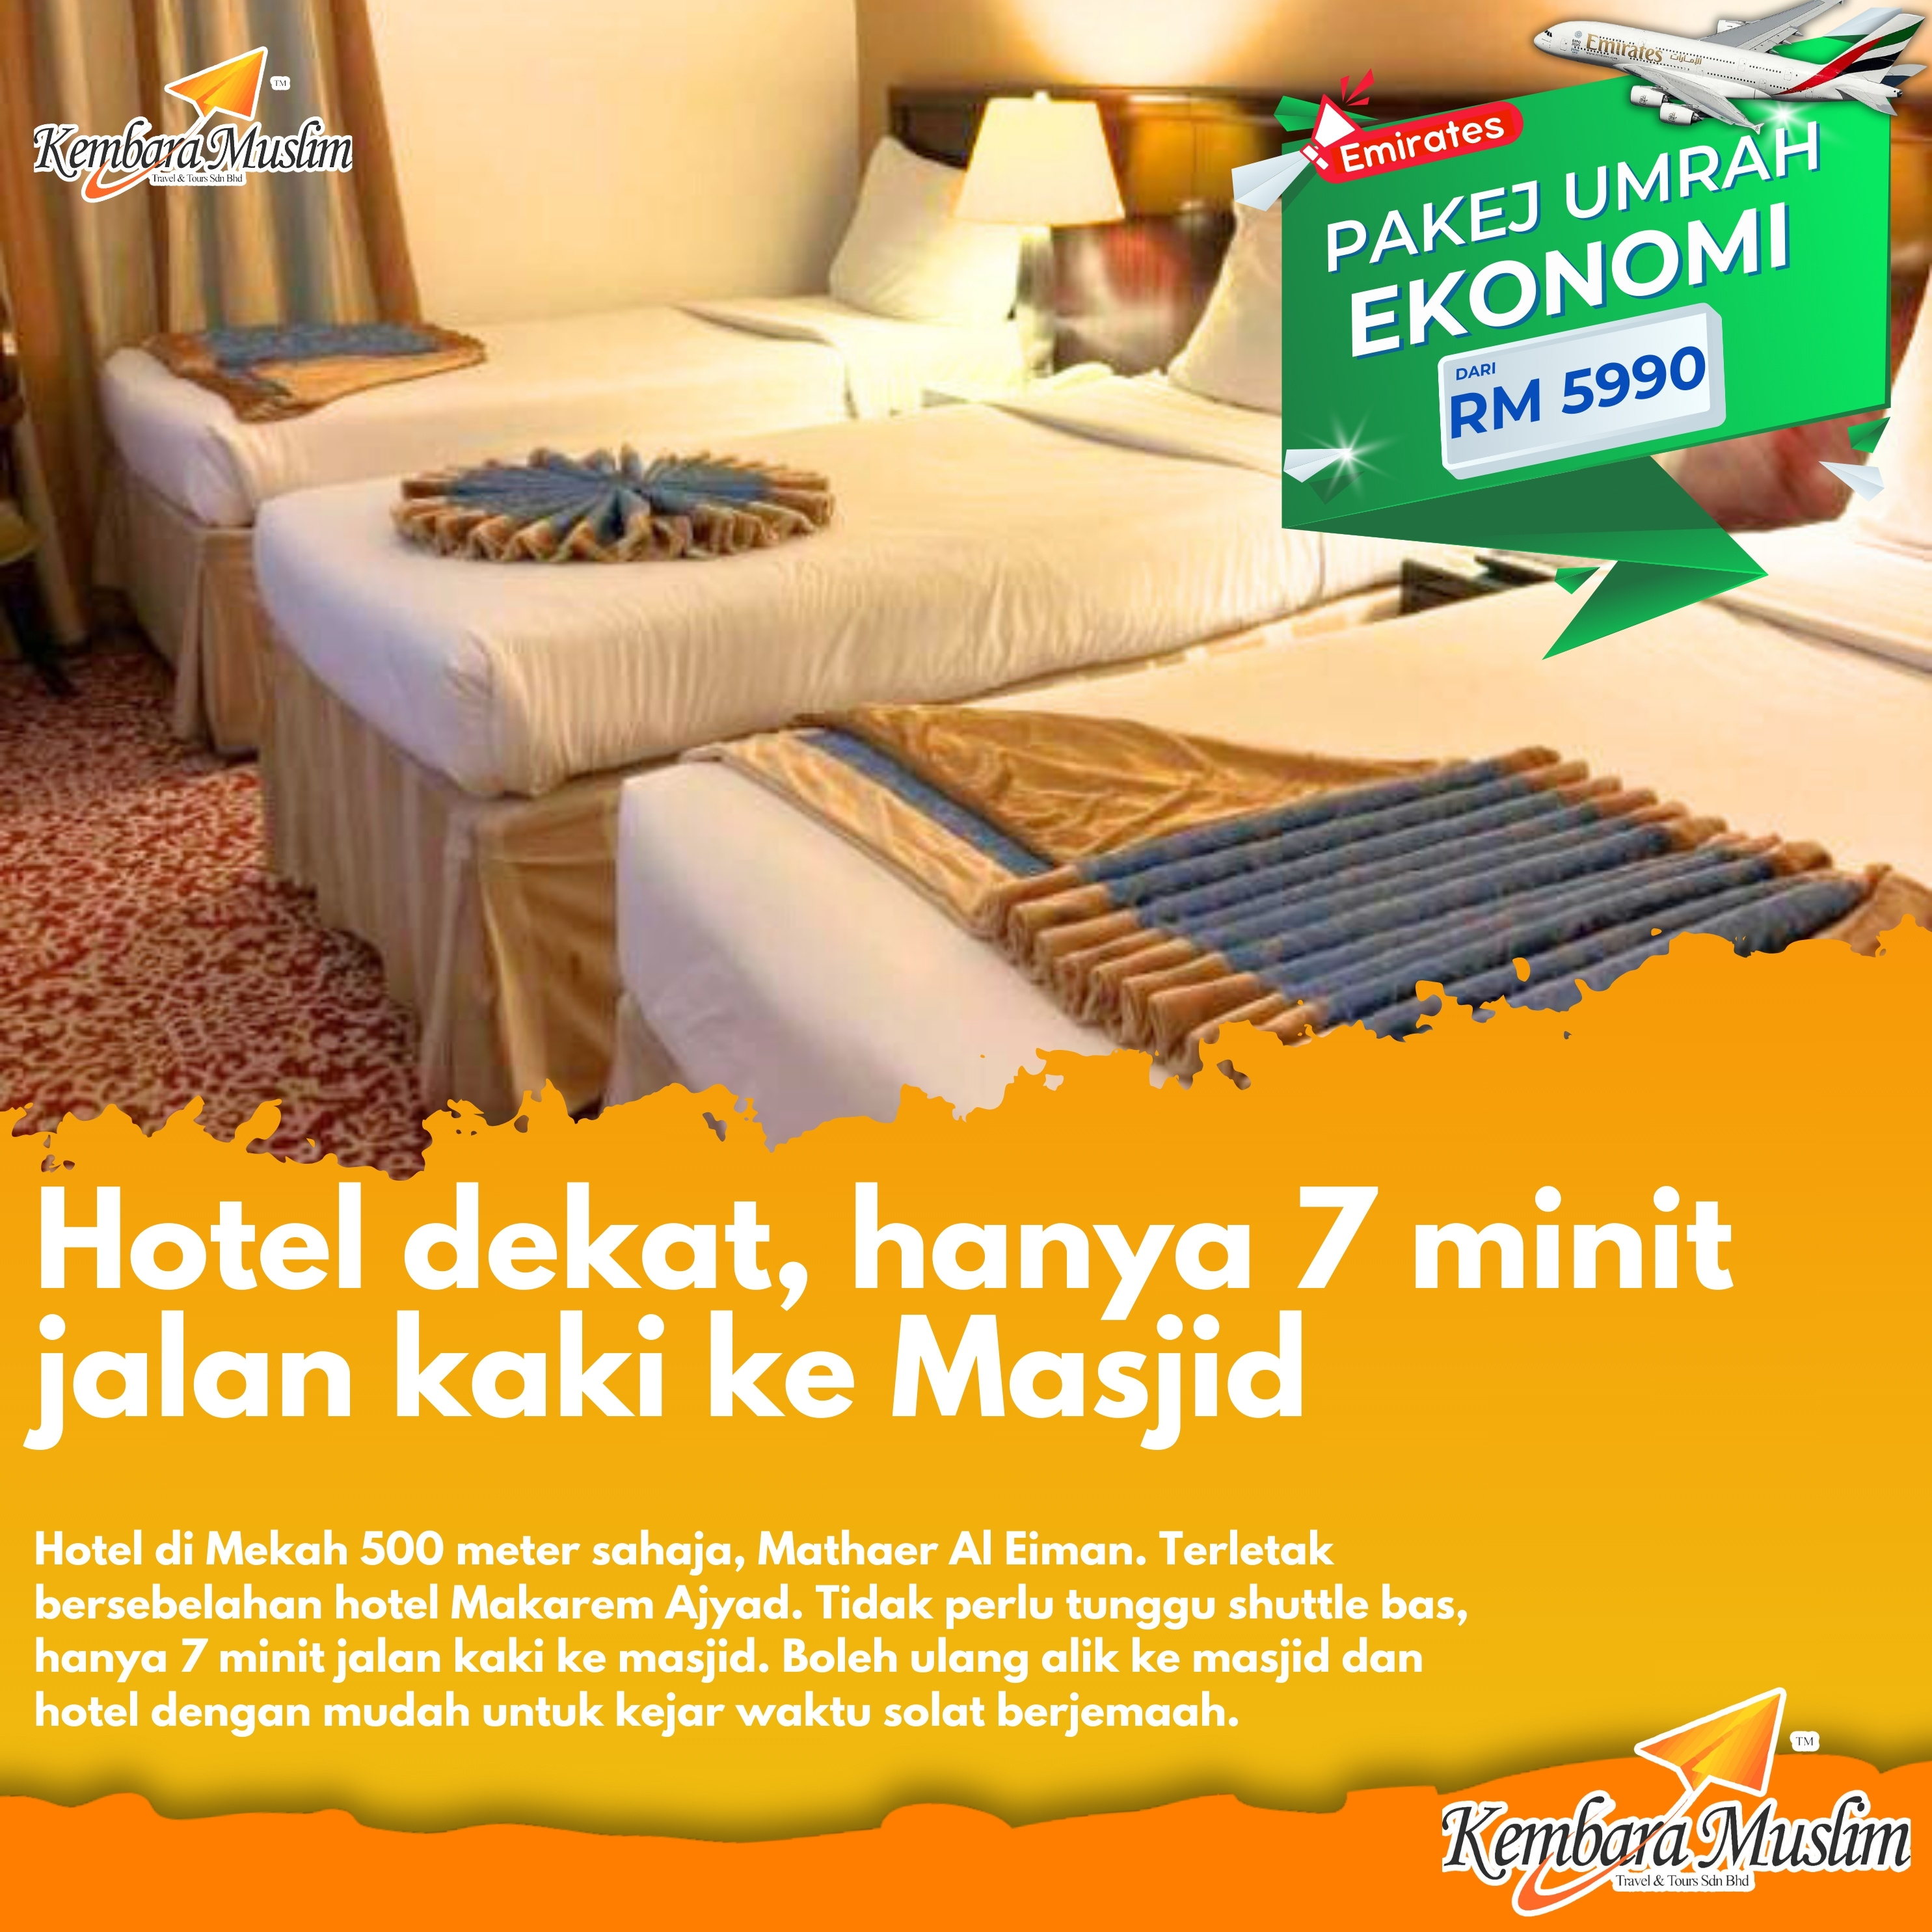 Kembara Muslim
TM
Travel & Tours Sdn Bhd
Emirates
Emirates
PAKEJ UMRAH
EKONOMI
DARI
RM 5990
Hotel dekat, hanya 7 minit
jalan kaki ke Masjid
Hotel di Mekah 500 meter sahaja, Mathaer Al Eiman. Terletak
bersebelahan hotel Makarem Ajyad. Tidak perlu tunggu shuttle bas,
hanya 7 minit jalan kaki ke masjid. Boleh ulang alik ke masjid dan
hotel dengan mudah untuk kejar waktu solat berjemaah.
TM
Kembara Muslim
Travel & Tours Sdn Bhd